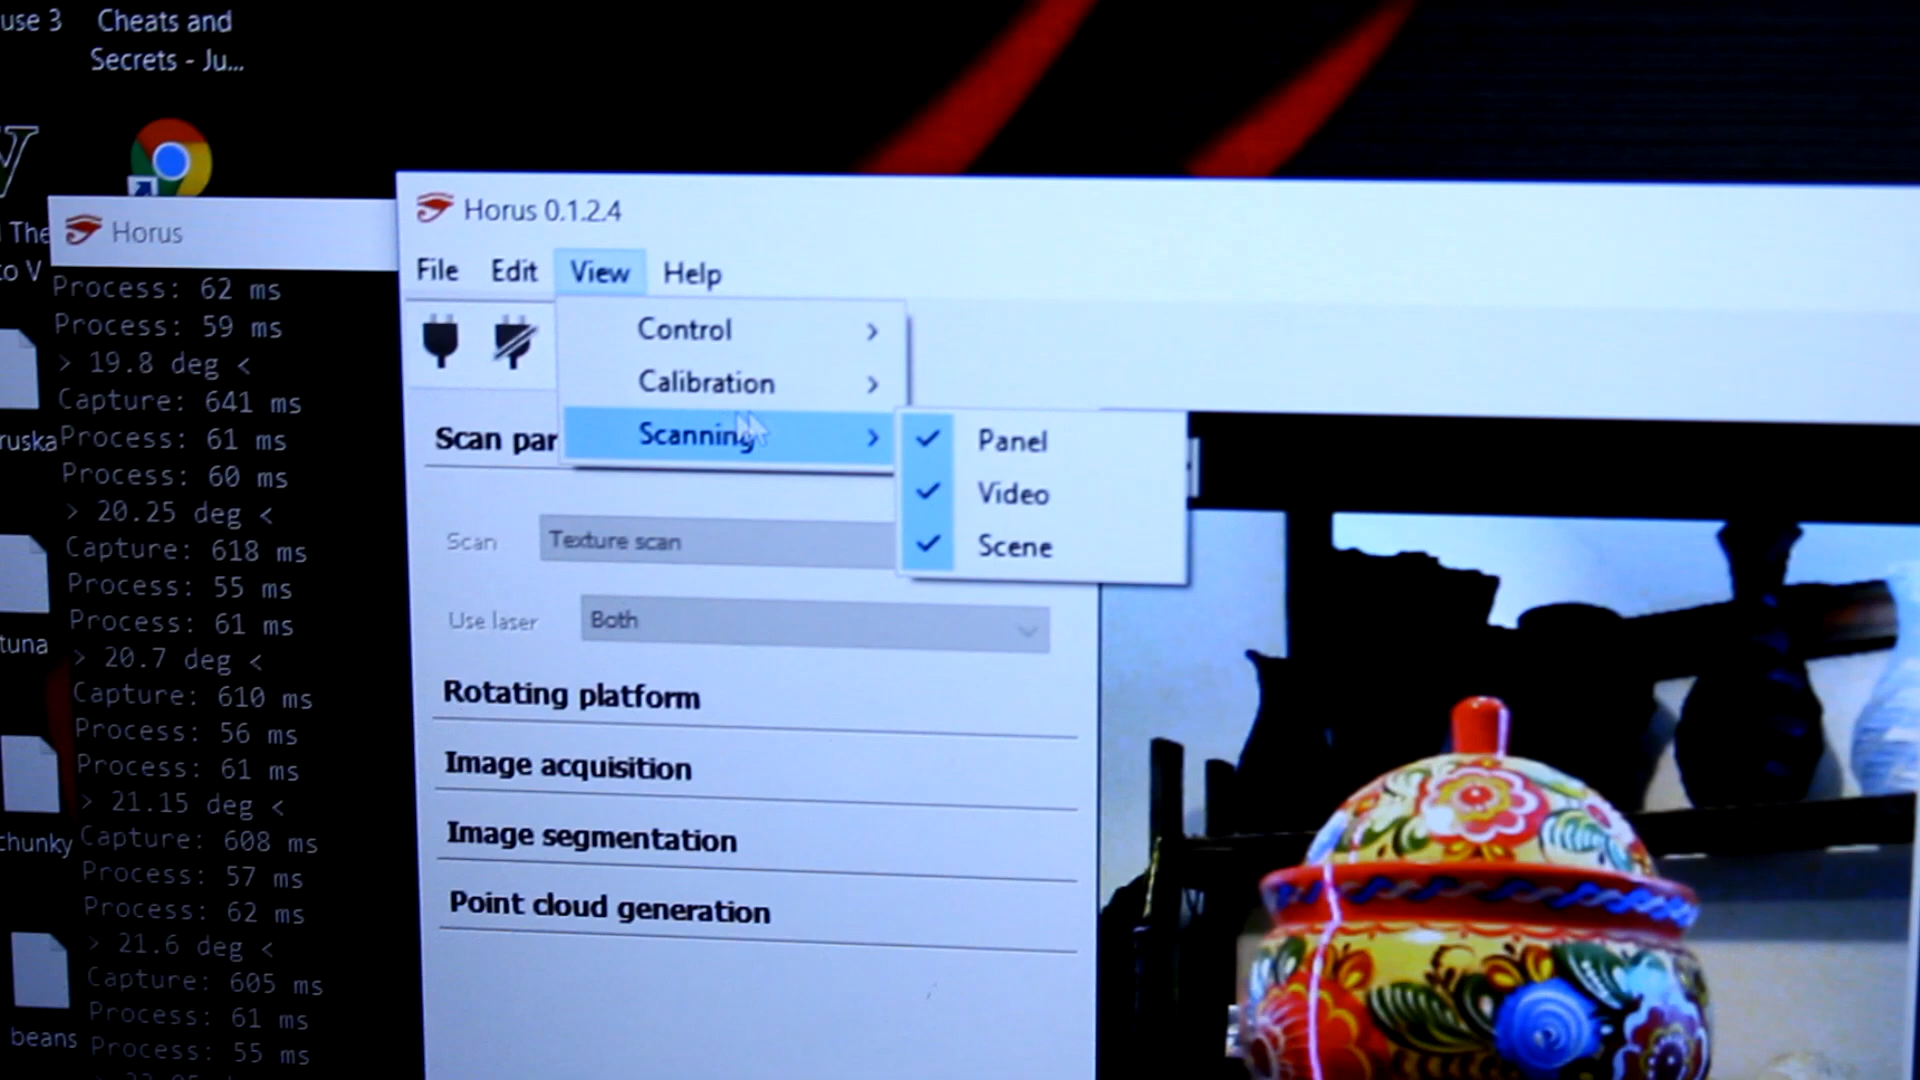 use 3
Cheats and
Secrets - Ju...
The
to V
ruska
tuna
chunky
beans
Horus
Process: 62 ms
Process: 59 ms
> 19.8 deg <
Capture: 641 ms
Process: 61 ms
Process: 60 ms
> 20.25 deg <
Capture: 618 ms
Process: 55 ms
Process: 61 ms
> 20.7 deg <
Capture: 610 ms
Process: 56 ms
Process: 61 ms
> 21.15 deg <
Capture: 608 ms
Process: 57 ms
Process: 62 ms
> 21.6 deg <
Capture: 605 ms
Process: 61 ms
Process: 55 ms
Horus 0.1.2.4
File Edit View Help
Control
Calibration
Scanning
Panel
Video
Scene
Scan par
Scan Texture scan
Use laser Both
Rotating platform
Image acquisition
Image segmentation
Point cloud generation